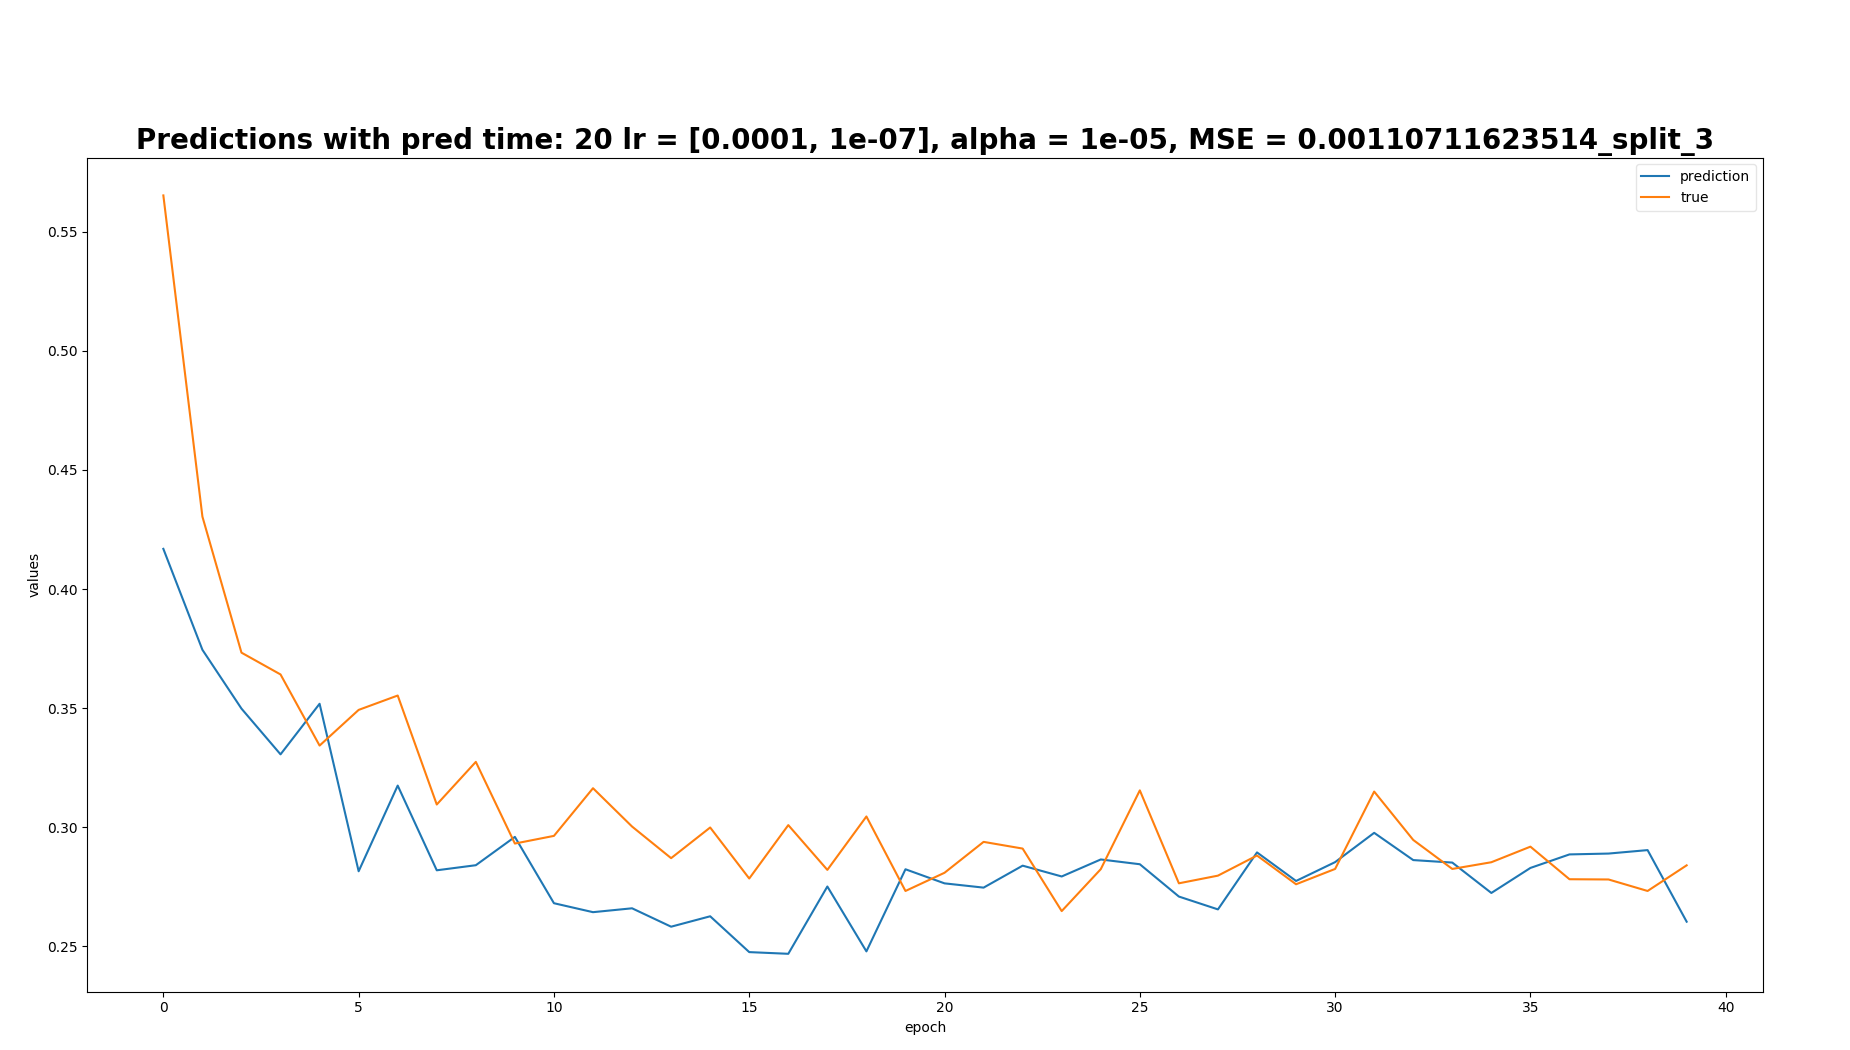 Predictions with pred time: 20 lr = [0.0001, 1e-07], alpha = 1e-05, MSE = 0.00110711623514_split_3
prediction
true
0.55
0.50
0.45
0.40
0.35
0.30
0.25
values
0 5 10 15 20 25 30 35 40
epoch